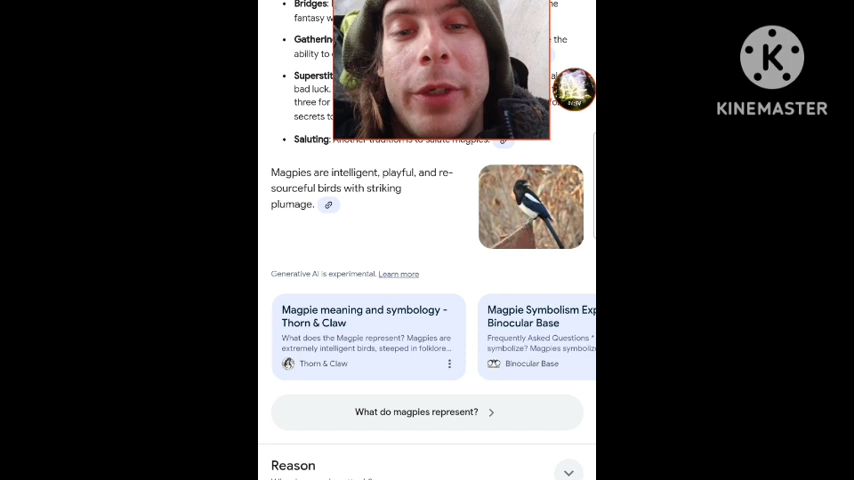 Bridges:
fantasy w
Gathering
the
ability to
Superstit
bad luck.
three for
secrets to
Saluting: Another tradition is to salute magpies.
Magpies are intelligent, playful, and re-
sourceful birds with striking
plumage.
Generative AI is experimental. Learn more
Magpie meaning and symbology -
Thorn & Claw
What does the Magpie represent? Magpies are
extremely intelligent birds, steeped in folklore...
Thorn & Claw
Magpie Symbolism Exp
Binocular Base
Frequently Asked Questions *
symbolize? Magpies symboliz
Binocular Base
What do magpies represent?
Reason
KINEMASTER